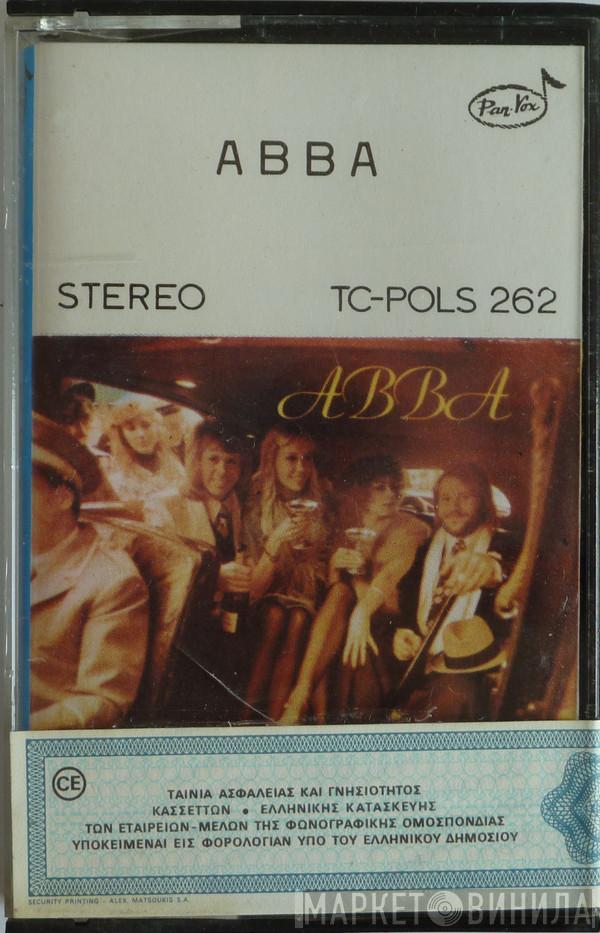 Pan-Vox
ABBA
STEREO TC-POLS 262
ABBA
CE
ΤΑΙΝΙΑ ΑΣΦΑΛΕΙΑΣ ΚΑΙ ΓΝΗΣΙΟΤΗΤΟΣ
ΚΑΣΣΕΤΤΩΝ • ΕΛΛΗΝΙΚΗΣ ΚΑΤΑΣΚΕΥΗΣ
ΤΩΝ ΕΤΑΙΡΕΙΩΝ-ΜΕΛΩΝ ΤΗΣ ΦΩΝΟΓΡΑΦΙΚΗΣ ΟΜΟΣΠΟΝΔΙΑΣ
ΥΠΟΚΕΙΜΕΝΑΙ ΕΙΣ ΦΟΡΟΛΟΓΙΑΝ ΥΠΟ ΤΟΥ ΕΛΛΗΝΙΚΟΥ ΔΗΜΟΣΙΟΥ
SECURITY PRINTING - ALEX. MATSOUKIS S.A.
МАРКЕТ ВИНИЛА